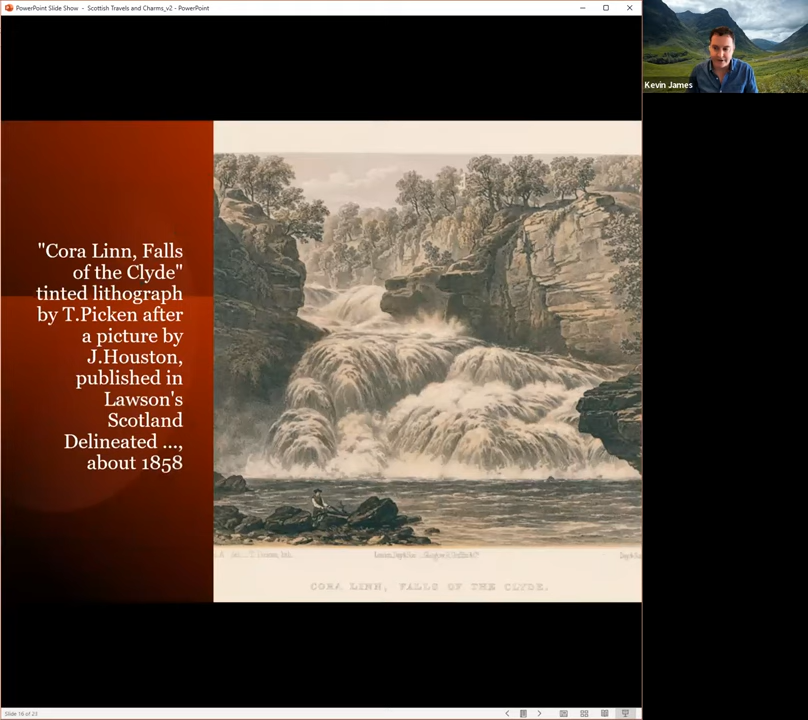 PowerPoint Slide Show - Scottish Travels and Charms_v2 - PowerPoint
Kevin James
"Cora Linn, Falls
of the Clyde"
tinted lithograph
by T.Picken after
a picture by
J.Houston,
published in
Lawson's
Scotland
Delineated ...,
about 1858
CORA LINN, FALLS OF THE CLYDE.
Slide 16 of 23